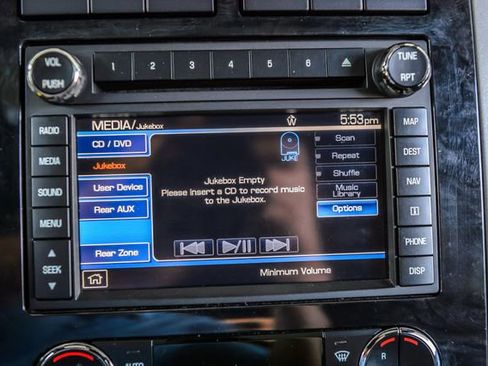 VOL
PUSH
1 2 3 4 5 6
TUNE
RPT
RADIO
MEDIA
SOUND
MENU
SEEK
MEDIA/Jukebox
5:53pm
CD / DVD
Jukebox
User Device
Rear AUX
Rear Zone
JUKE
Jukebox Empty
Please insert a CD to record music
to the Jukebox.
Minimum Volume
Scan
Repeat
Shuffle
Music
Library
Options
MAP
DEST
NAV
i
PHONE
DISP
AUTO
R